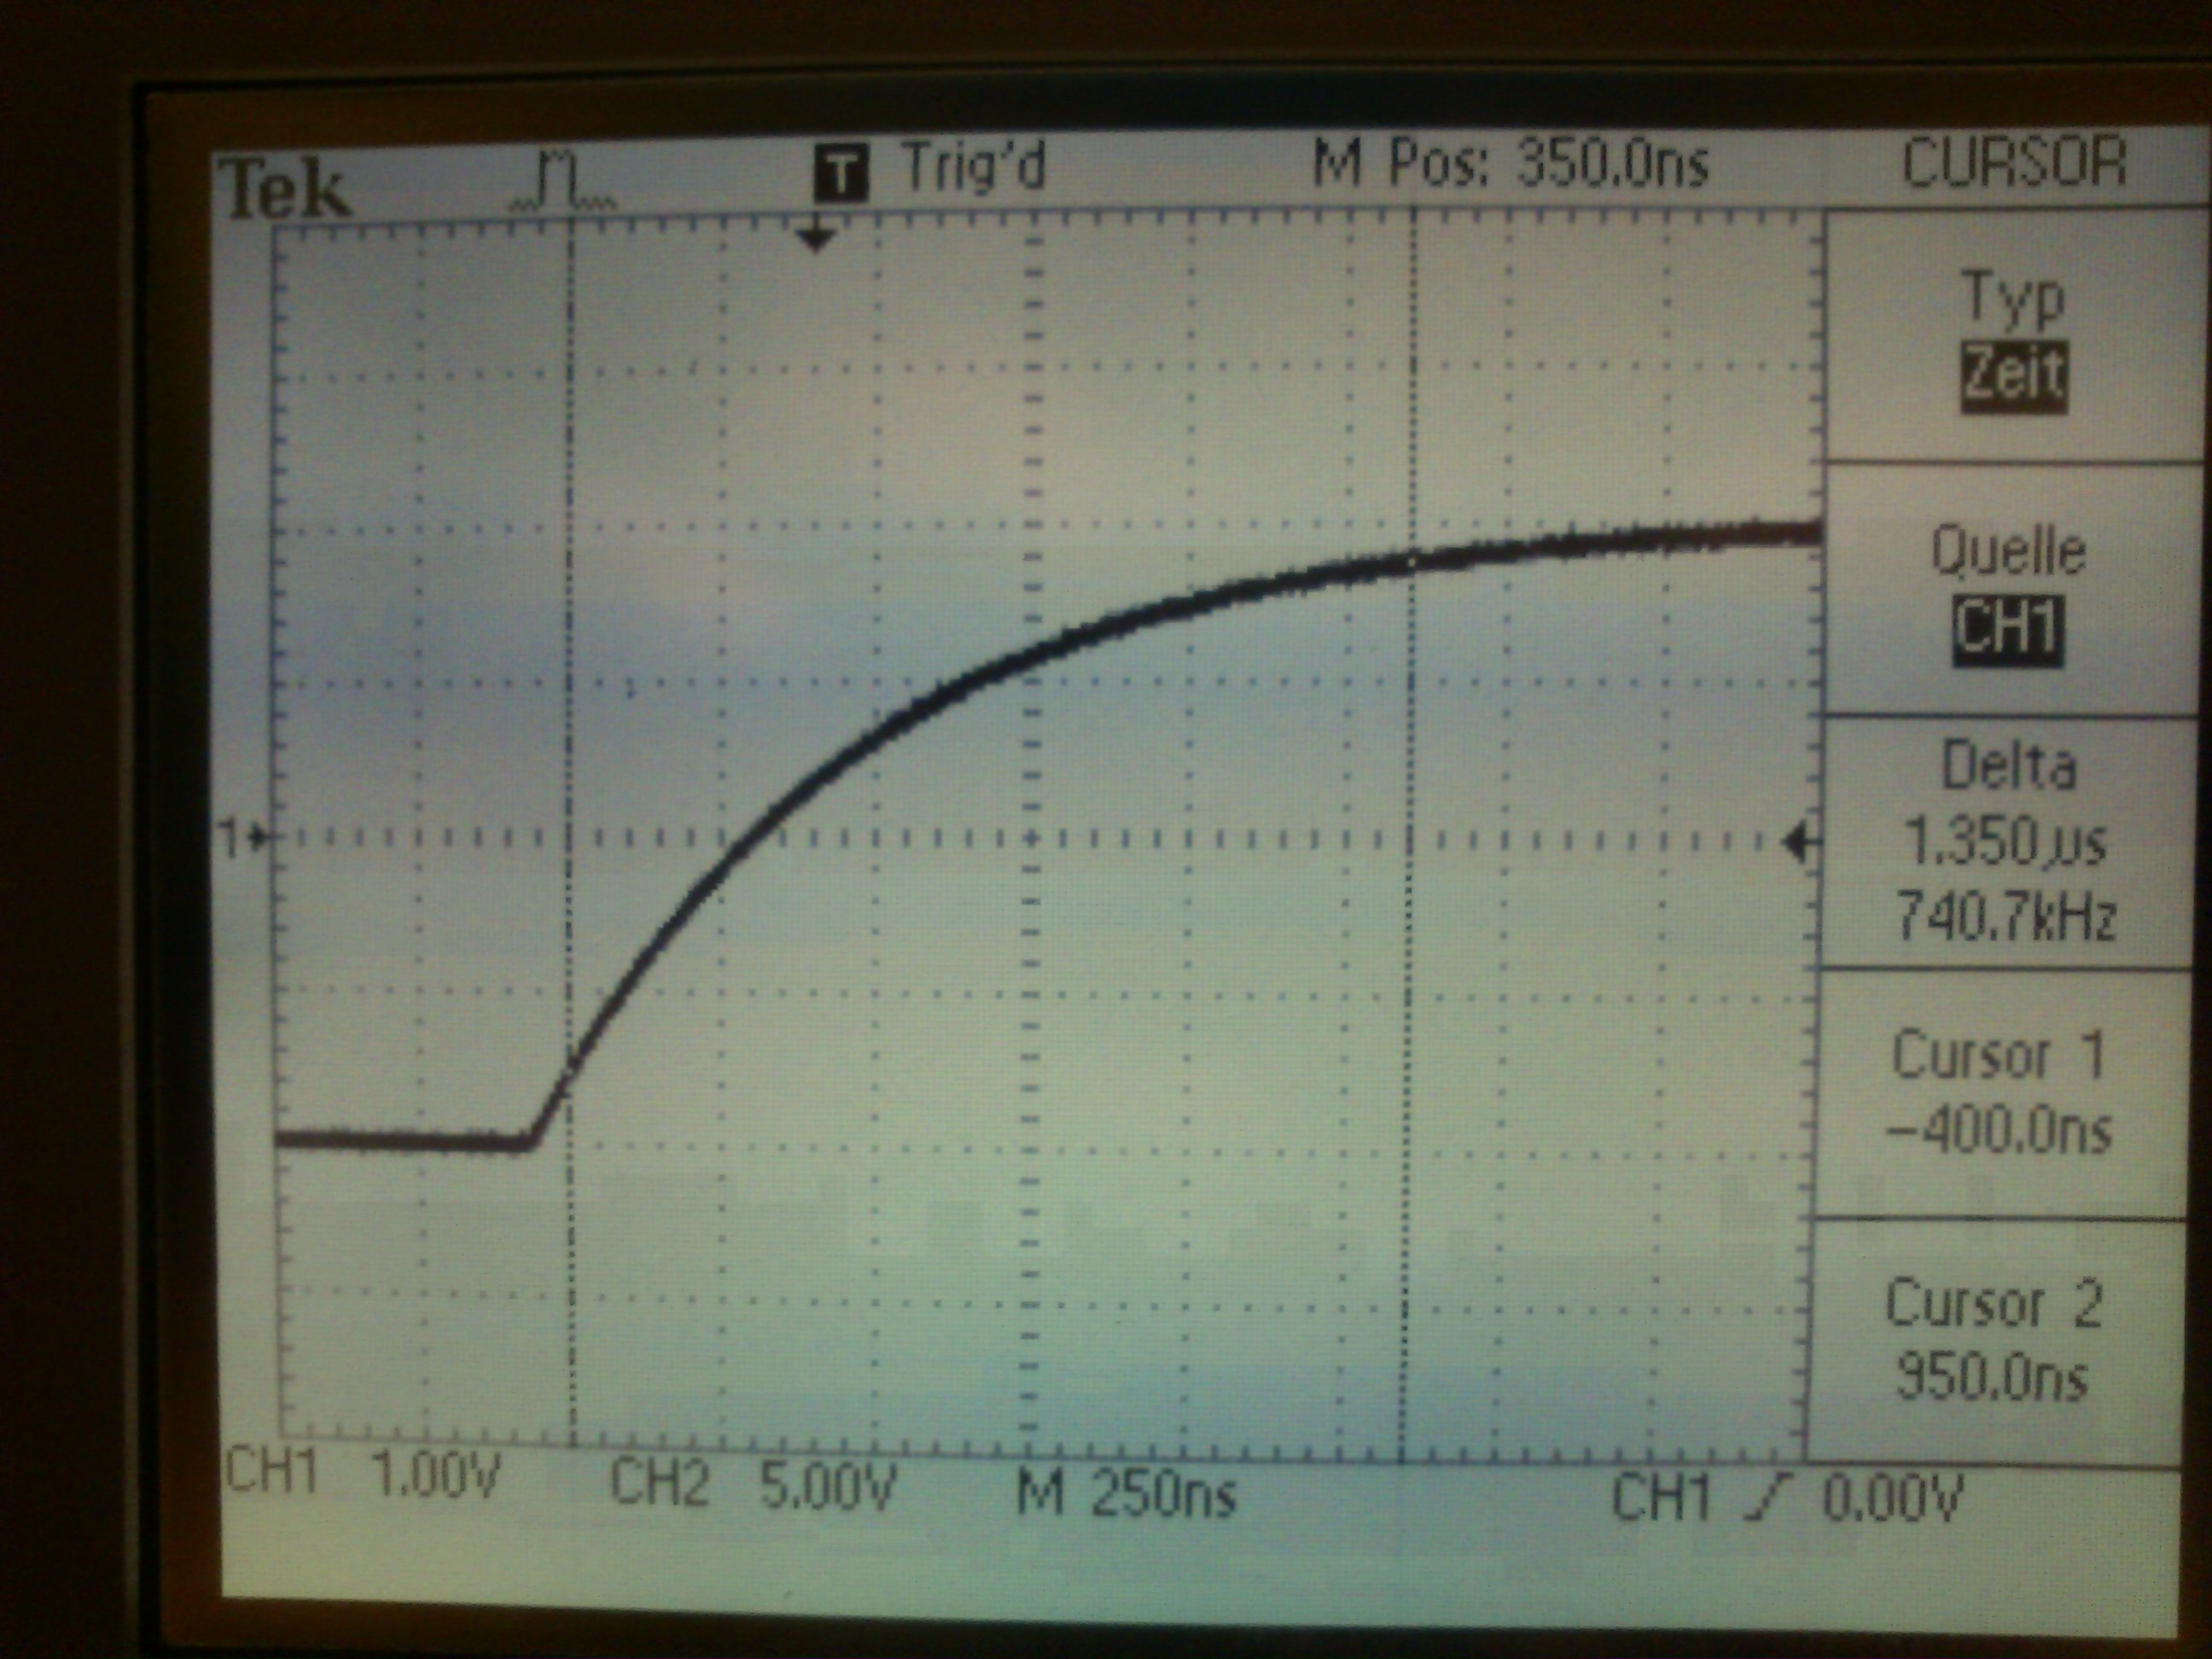 Tek T Trig'd M Pos: 350.0ns CURSOR
Typ
Zeit
Quelle
CH1
Delta
1.350µs
740.7kHz
Cursor 1
−400.0ns
Cursor 2
950.0ns
1
CH1 1.00V CH2 5.00V M 250ns CH1 0.00V